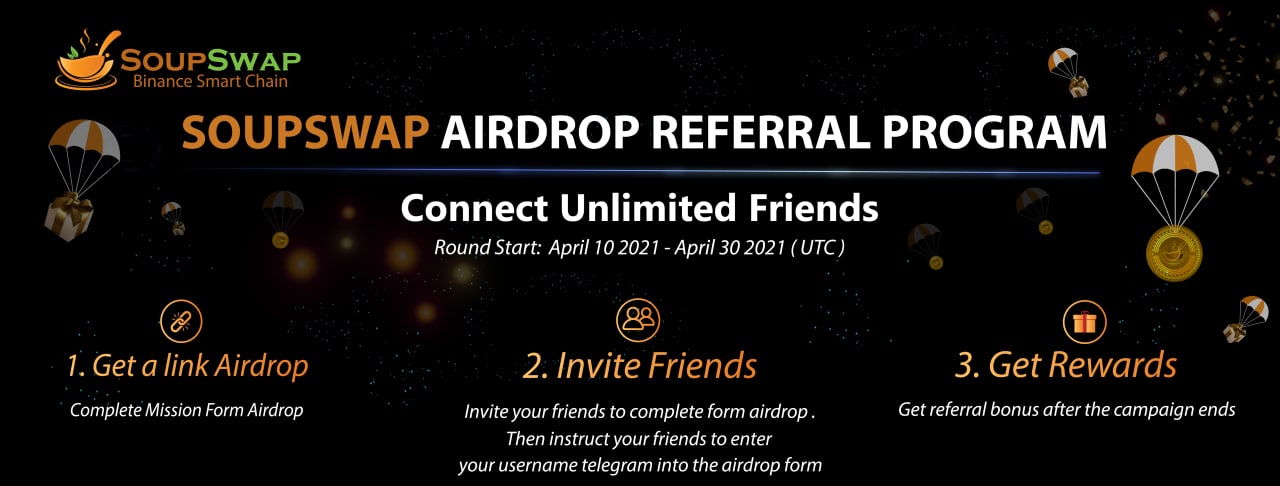 SOUPSWAP
Binance Smart Chain
SOUPSWAP AIRDROP REFERRAL PROGRAM
Connect Unlimited Friends
Round Start: April 10 2021 - April 30 2021 ( UTC )
1. Get a link Airdrop
Complete Mission Form Airdrop
2. Invite Friends
Invite your friends to complete form airdrop .
Then instruct your friends to enter
your username telegram into the airdrop form
3. Get Rewards
Get referral bonus after the campaign ends